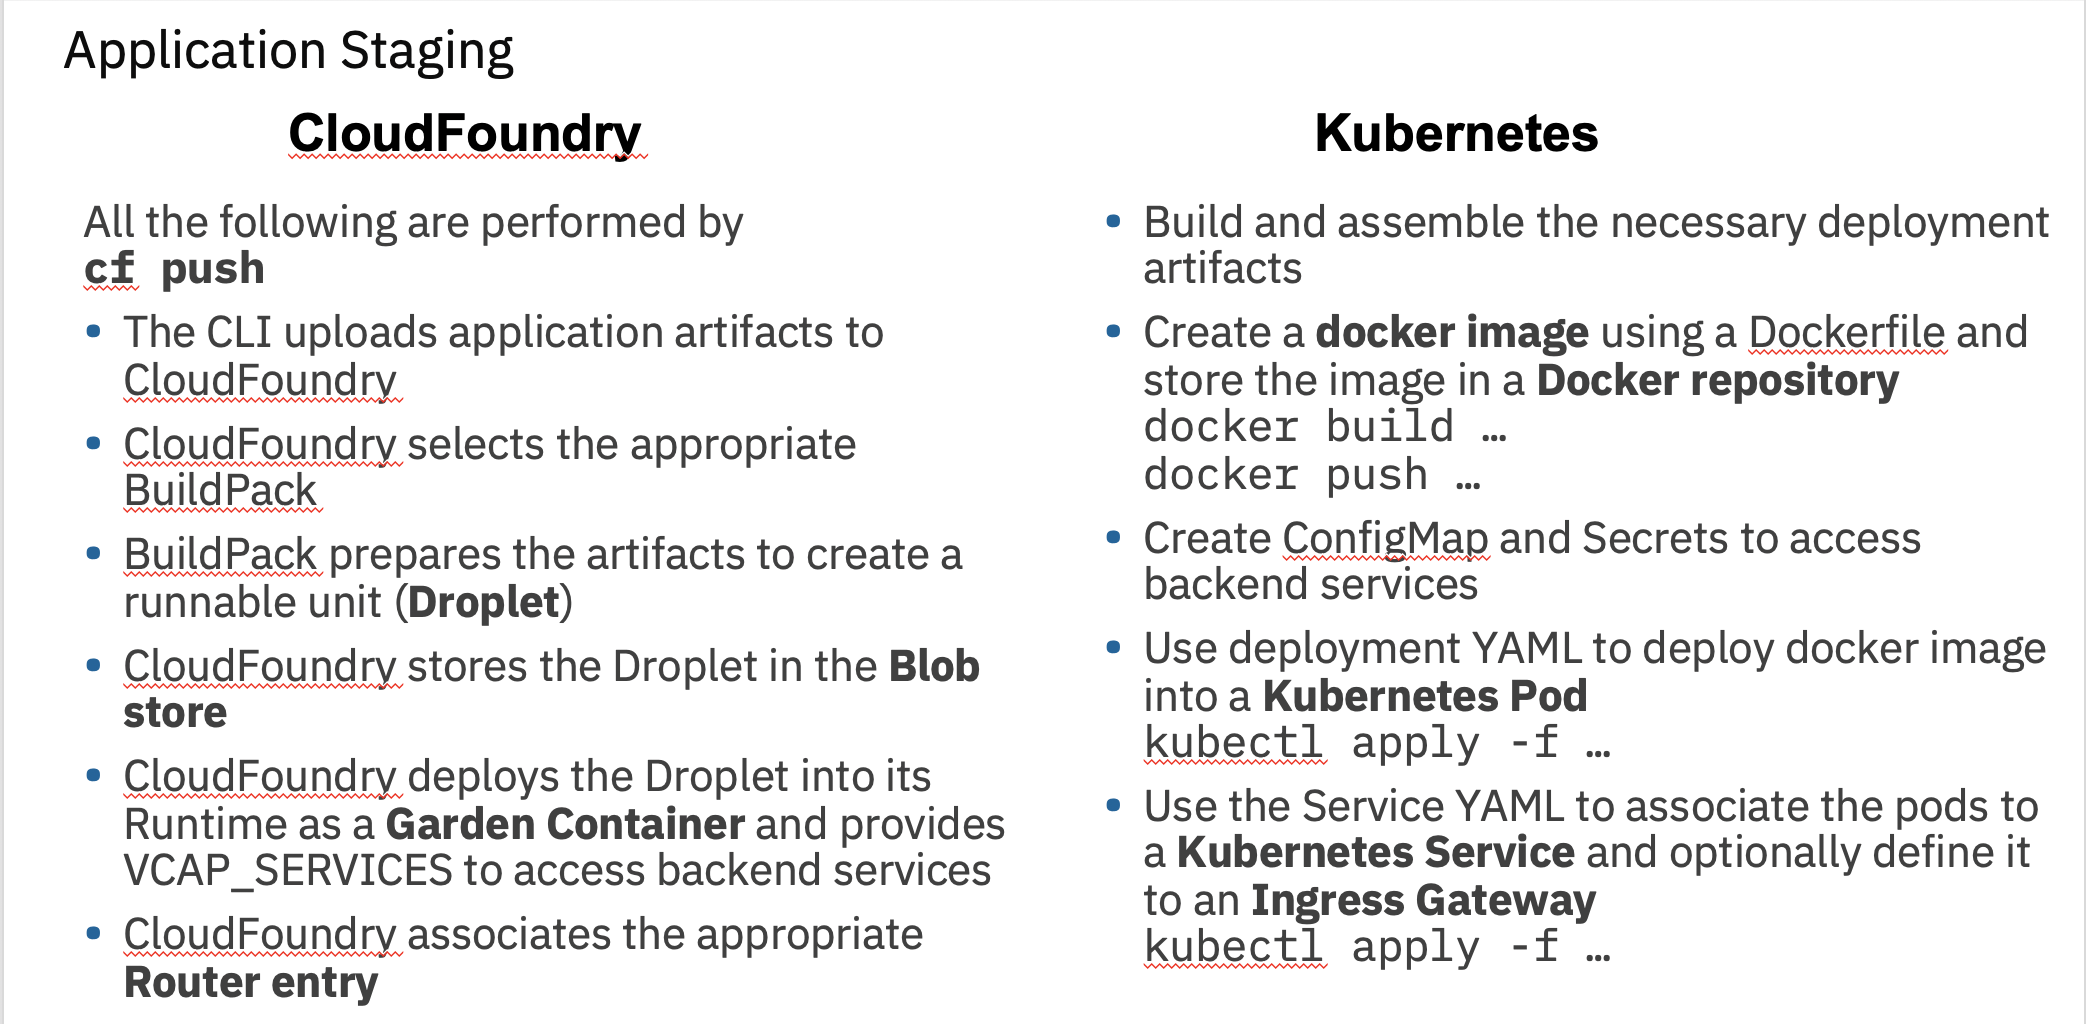 Application Staging
CloudFoundry
All the following are performed by
cf push
• The CLI uploads application artifacts to
CloudFoundry
• CloudFoundry selects the appropriate
BuildPack
• BuildPack prepares the artifacts to create a
runnable unit (Droplet)
• CloudFoundry stores the Droplet in the Blob
store
• CloudFoundry deploys the Droplet into its
Runtime as a Garden Container and provides
VCAP_SERVICES to access backend services
• CloudFoundry associates the appropriate
Router entry
Kubernetes
• Build and assemble the necessary deployment
artifacts
• Create a docker image using a Dockerfile and
store the image in a Docker repository
docker build …
docker push …
• Create ConfigMap and Secrets to access
backend services
• Use deployment YAML to deploy docker image
into a Kubernetes Pod
kubectl apply -f …
• Use the Service YAML to associate the pods to
a Kubernetes Service and optionally define it
to an Ingress Gateway
kubectl apply -f …